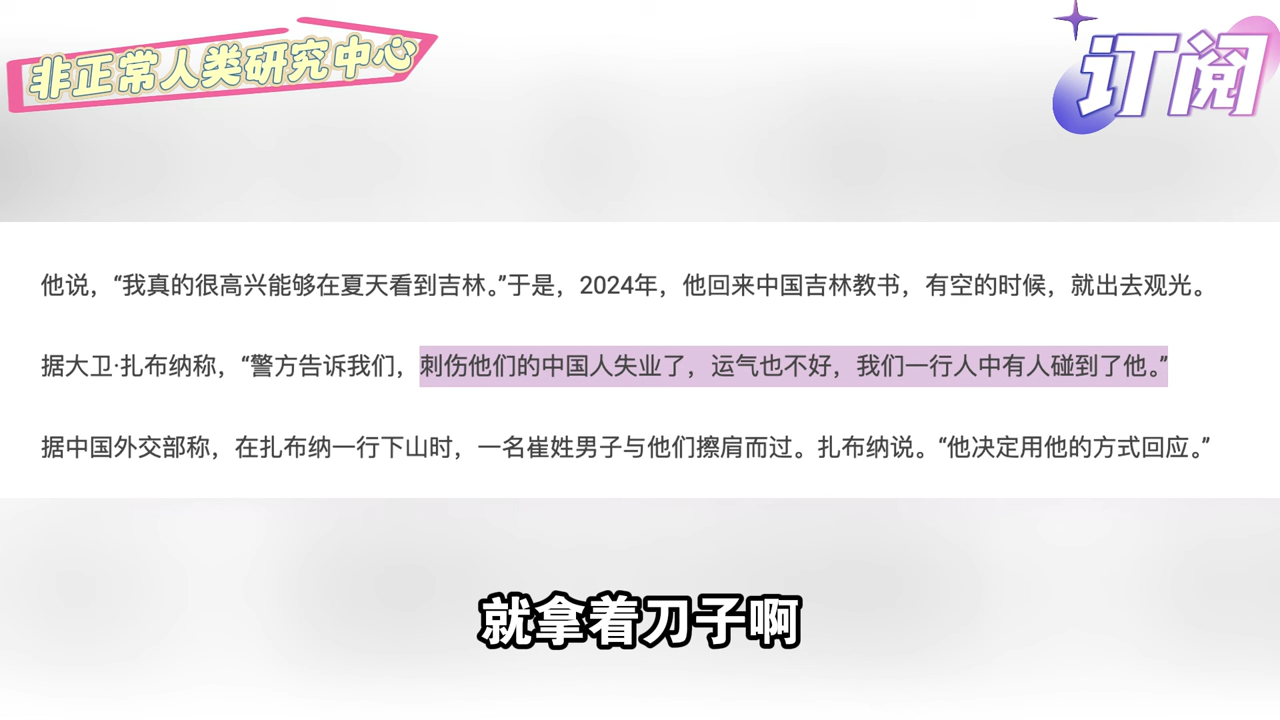 非正常人类研究中心
订阅
他说，“我真的很高兴能够在夏天看到吉林。”于是，2024年，他回来中国吉林教书，有空的时候，就出去观光。
据大卫·扎布纳称，“警方告诉我们，刺伤他们的中国人失业了，运气也不好，我们一行人中有人碰到了他。”
据中国外交部称，在扎布纳一行下山时，一名崔姓男子与他们擦肩而过。扎布纳说。“他决定用他的方式回应。”
就拿着刀子啊